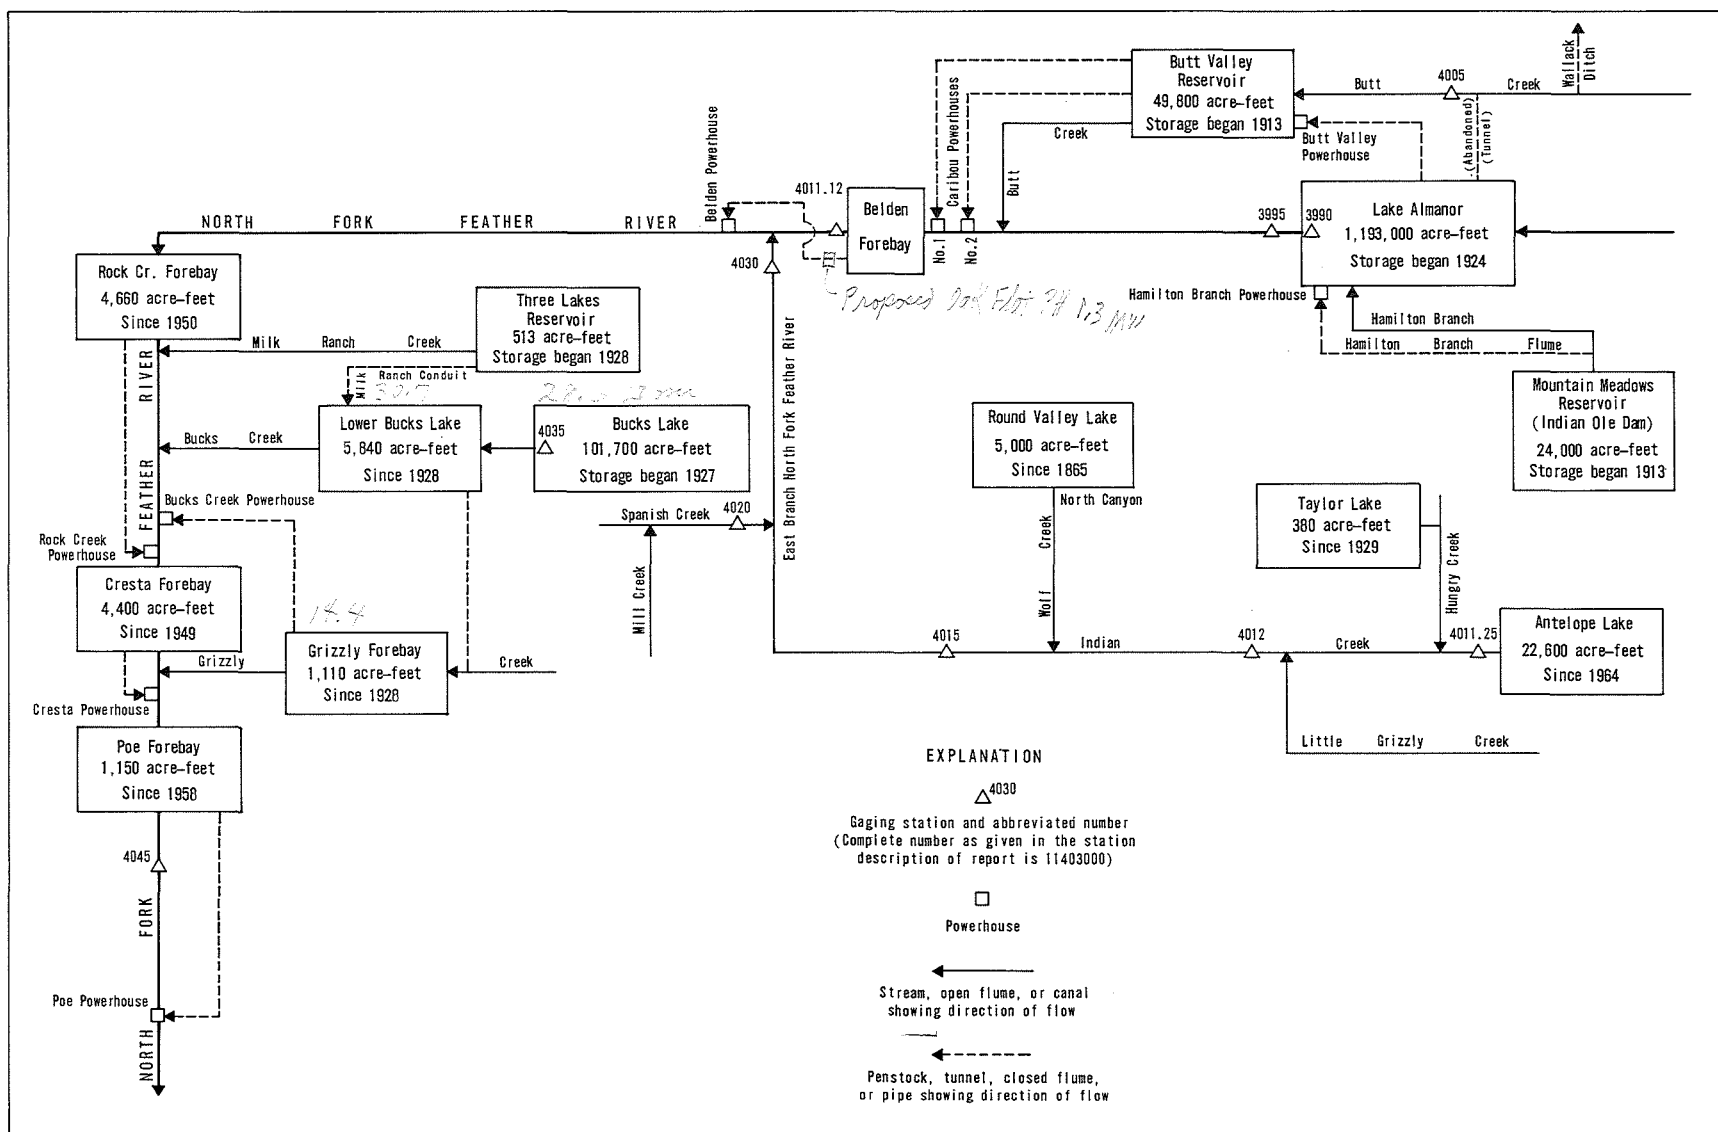 Wallack
Ditch
Butt Valley
Reservoir
49,800 acre-feet
Storage began 1913
Butt 4005 Creek
(Abandoned)
(Tunnel)
Butt Valley
Powerhouse
Caribou Powerhouses
Creek
Butt
Belden Powerhouse
4011.12
Belden
Forebay
No.1
No.2
3995
3990
Lake Almanor
1,193,000 acre-feet
Storage began 1924
NORTH FORK FEATHER RIVER
4030
Proposed Oak Flat PH 1.3 MW
Hamilton Branch Powerhouse
Hamilton Branch
Hamilton Branch Flume
Mountain Meadows
Reservoir
(Indian Ole Dam)
24,000 acre-feet
Storage began 1913
Rock Cr. Forebay
4,660 acre-feet
Since 1950
Three Lakes
Reservoir
513 acre-feet
Storage began 1928
Milk Ranch Creek
Milk Ranch Conduit
RIVER
Lower Bucks Lake
5,840 acre-feet
Since 1928
4035
Bucks Lake
101,700 acre-feet
Storage began 1927
Bucks Creek
East Branch North Fork Feather River
Round Valley Lake
5,000 acre-feet
Since 1865
North Canyon
Creek
Wolf
Taylor Lake
380 acre-feet
Since 1929
Hungry Creek
FEATHER
Bucks Creek Powerhouse
Rock Creek
Powerhouse
Spanish Creek
4020
Mill Creek
Cresta Forebay
4,400 acre-feet
Since 1949
14.4
Grizzly Forebay
1,110 acre-feet
Since 1928
Grizzly
Creek
4015
Indian
4012
Creek
4011.25
Antelope Lake
22,600 acre-feet
Since 1964
Cresta Powerhouse
Little Grizzly Creek
Poe Forebay
1,150 acre-feet
Since 1958
4045
FORK
Poe Powerhouse
NORTH
EXPLANATION
4030
Gaging station and abbreviated number
(Complete number as given in the station
description of report is 11403000)
Powerhouse
Stream, open flume, or canal
showing direction of flow
Penstock, tunnel, closed flume,
or pipe showing direction of flow